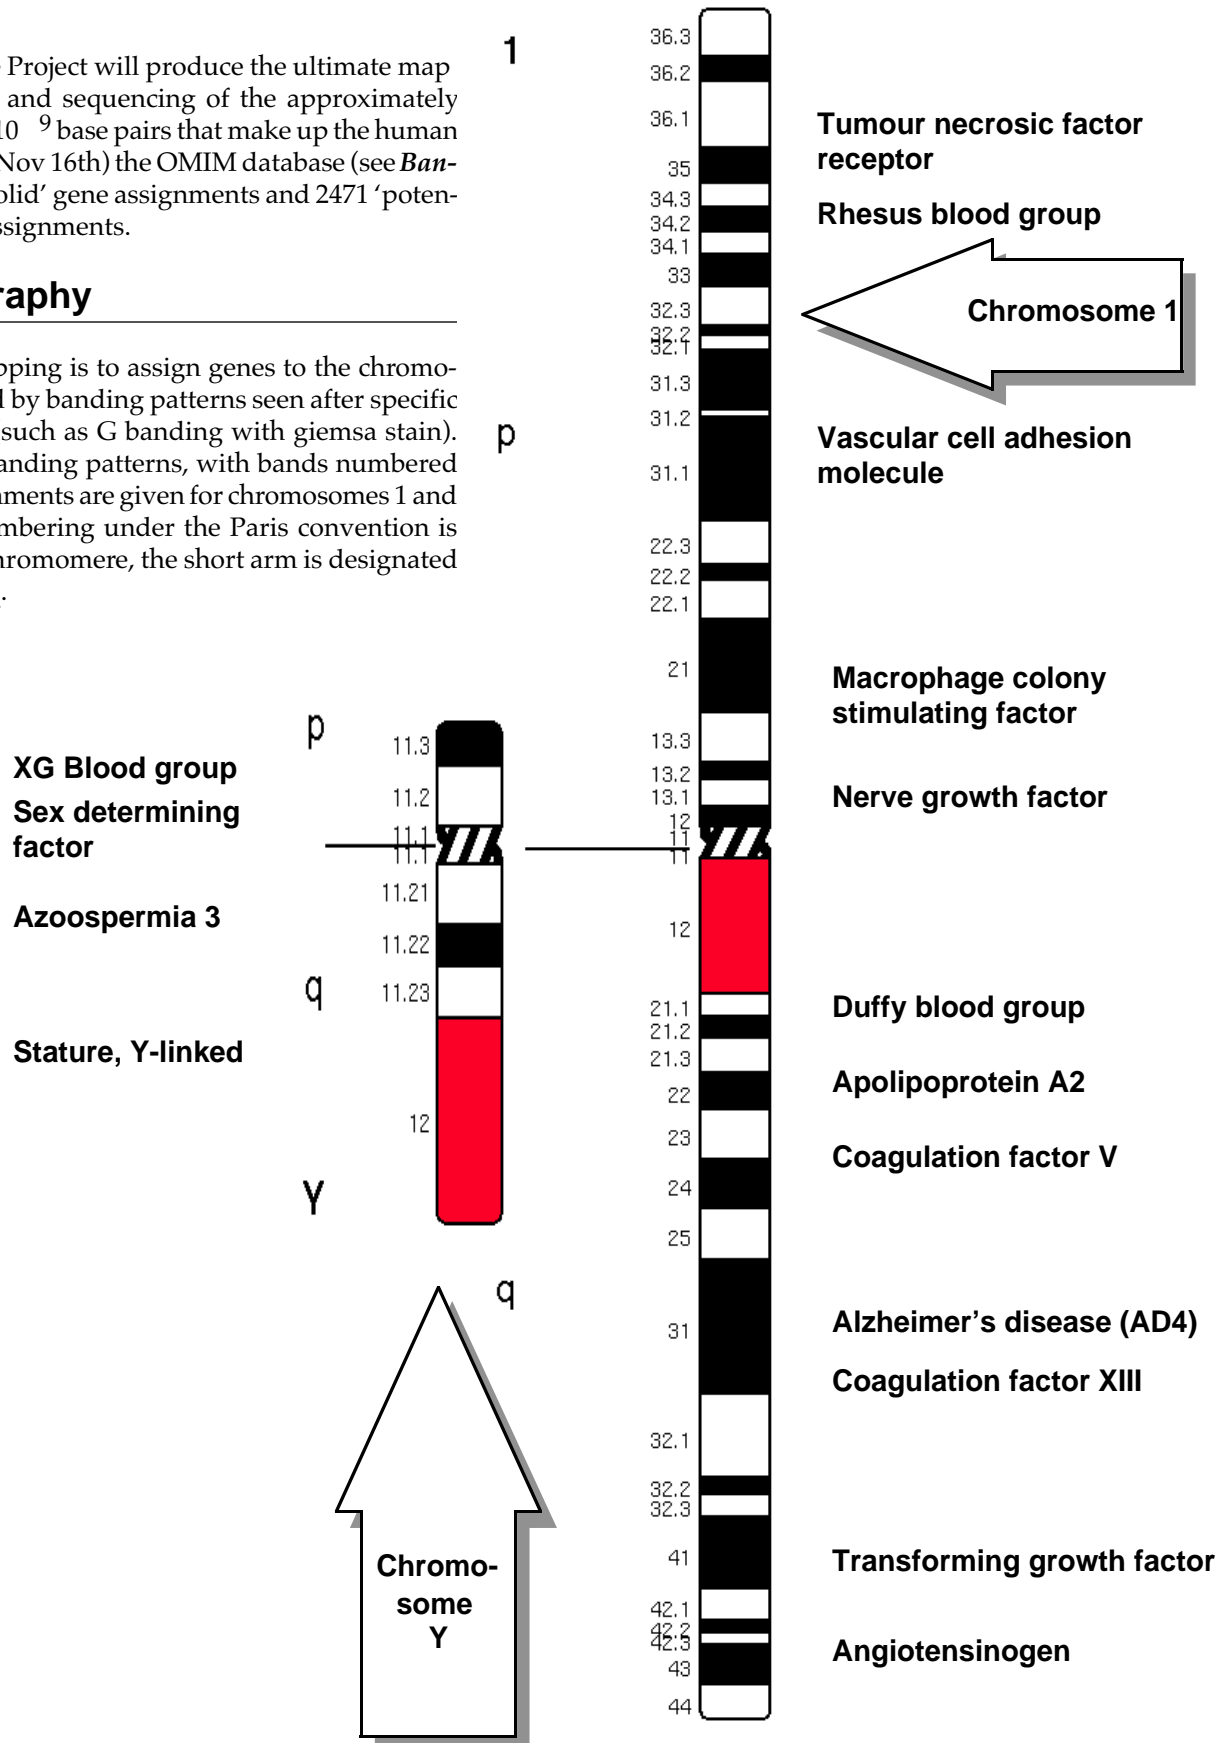 Project will produce the ultimate map
and sequencing of the approximately
10 9 base pairs that make up the human
Nov 16th) the OMIM database (see Ban-
olid' gene assignments and 2471 'poten-
ssignments.
raphy
pping is to assign genes to the chromo-
d by banding patterns seen after specific
such as G banding with giemsa stain).
anding patterns, with bands numbered
nments are given for chromosomes 1 and
mbering under the Paris convention is
hromomere, the short arm is designated
p
11.3
XG Blood group
11.2
Sex determining
factor
11.1
11.1
11.21
Azoospermia 3
11.22
q
11.23
Stature, Y-linked
12
Y
Chromo-
some
Y
1
36.3
36.2
36.1
Tumour necrosic factor
receptor
35
34.3
Rhesus blood group
34.2
34.1
33
32.3
Chromosome 1
32.2
32.1
31.3
31.2
p
Vascular cell adhesion
molecule
31.1
22.3
22.2
22.1
21
Macrophage colony
stimulating factor
13.3
13.2
13.1
Nerve growth factor
12
11
11
12
21.1
Duffy blood group
21.2
21.3
Apolipoprotein A2
22
23
Coagulation factor V
24
25
q
Alzheimer’s disease (AD4)
31
Coagulation factor XIII
32.1
32.2
32.3
41
Transforming growth factor
42.1
42.2
42.3
Angiotensinogen
43
44